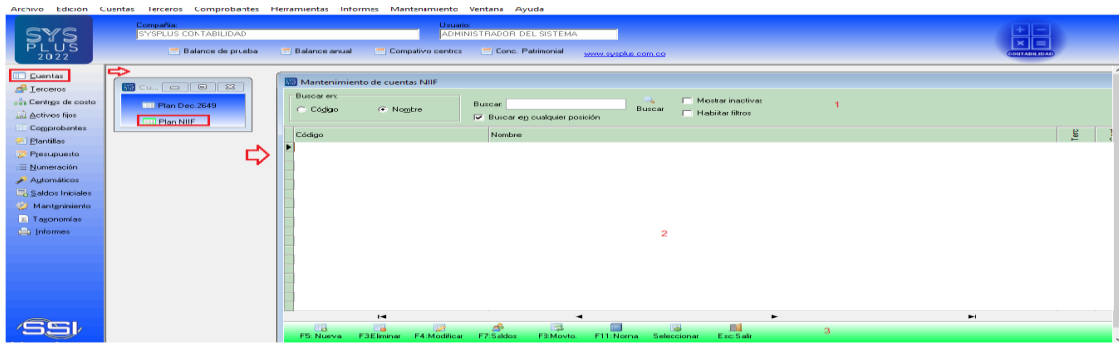 Archivo Edición Cuentas Terceros Comprobantes Herramientas Informes Mantenimiento Ventana Ayuda
SYS
PLUS
2022
Compañía:
SYSPLUS CONTABILIDAD
Usuario:
ADMINISTRADOR DEL SISTEMA
Balance de prueba Balance anual Compativo centros Conc. Patrimonial www.sysplus.com.co
CONTABILIDAD
Cuentas
Terceros
Centros de costo
Activos fijos
Comprobantes
Plantillas
Presupuesto
Numeración
Automáticos
Saldos Iniciales
Mantenimiento
Taxonomías
Informes
SSI
Cu...
Plan Dec.2649
Plan NIIF
Mantenimiento de cuentas NIIF
Buscar en:
Código Nombre
Buscar:
Buscar en cualquier posición
Buscar
Mostrar inactivas
Habilitar filtros
1
Código Nombre Terc
2
F5: Nueva F3:Eliminar F4:Modificar F7:Saldos F8:Movto. F11:Norma Seleccionar Esc:Salir 3